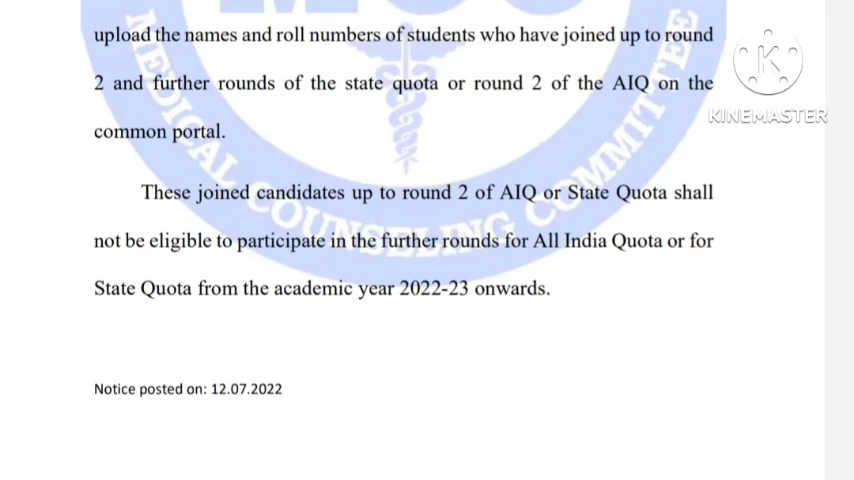 upload the names and roll numbers of students who have joined up to round
2 and further rounds of the state quota or round 2 of the AIQ on the
common portal.
These joined candidates up to round 2 of AIQ or State Quota shall
not be eligible to participate in the further rounds for All India Quota or for
State Quota from the academic year 2022-23 onwards.
Notice posted on: 12.07.2022
MEDICAL COUNSELING COMMITTEE
K
KINEMASTER